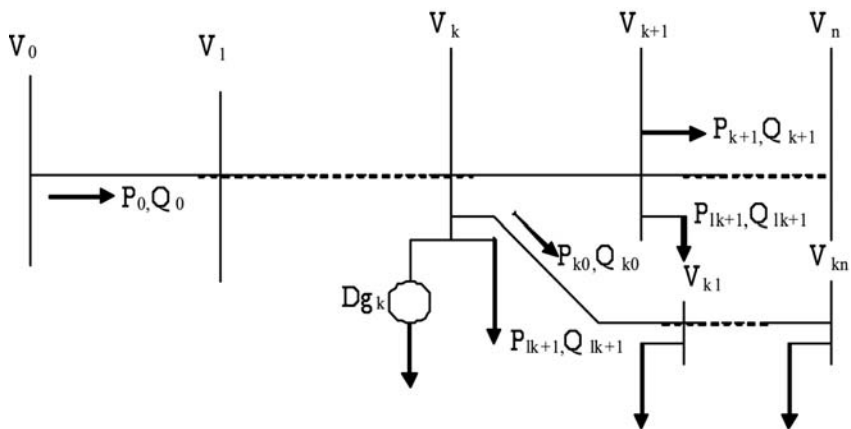 V0
V1
Vk
Vk+1
Vn
P0,Q0
Pk+1,Qk+1
Plk+1,Qlk+1
Pk0,Qk0
Vk1
Vkn
Dgk
Plk+1,Qlk+1